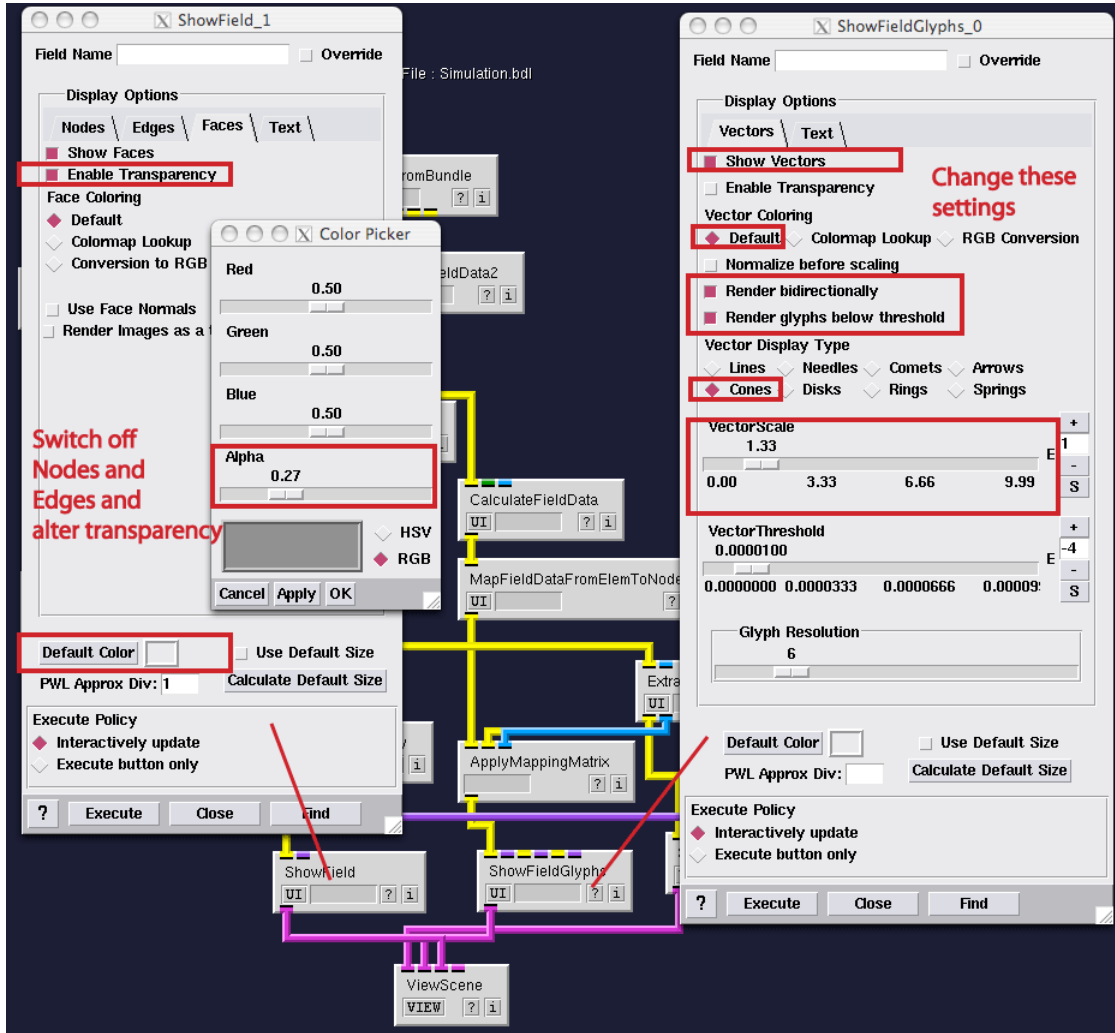 ShowField_1
Field Name
Override
Display Options
Nodes
Edges
Faces
Text
Show Faces
Enable Transparency
Face Coloring
Default
Colormap Lookup
Conversion to RGB
Use Face Normals
Render Images as a
Switch off
Nodes and
Edges and
alter transparency
Default Color
Use Default Size
PWL Approx Div: 1
Calculate Default Size
Execute Policy
Interactively update
Execute button only
? Execute Close Find
Color Picker
Red
0.50
Green
0.50
Blue
0.50
Alpha
0.27
HSV
RGB
Cancel Apply OK
File : Simulation.bdl
romBundle
? i
eldData2
? i
CalculateFieldData
UI ? i
MapFieldDataFromElemToNode
UI ?
Extra
UI
ApplyMappingMatrix
? i
i
ShowField
UI ? i
ShowFieldGlyphs
UI ? i
ViewScene
VIEW ? i
ShowFieldGlyphs_0
Field Name
Override
Display Options
Vectors
Text
Show Vectors
Enable Transparency
Change these
settings
Vector Coloring
Default Colormap Lookup RGB Conversion
Normalize before scaling
Render bidirectionally
Render glyphs below threshold
Vector Display Type
Lines Needles Comets Arrows
Cones Disks Rings Springs
VectorScale
1.33
0.00 3.33 6.66 9.99
+
E 1
-
S
VectorThreshold
0.0000100
0.0000000 0.0000333 0.0000666 0.00009
+
E -4
-
S
Glyph Resolution
6
Default Color
Use Default Size
PWL Approx Div:
Calculate Default Size
Execute Policy
Interactively update
Execute button only
? Execute Close Find